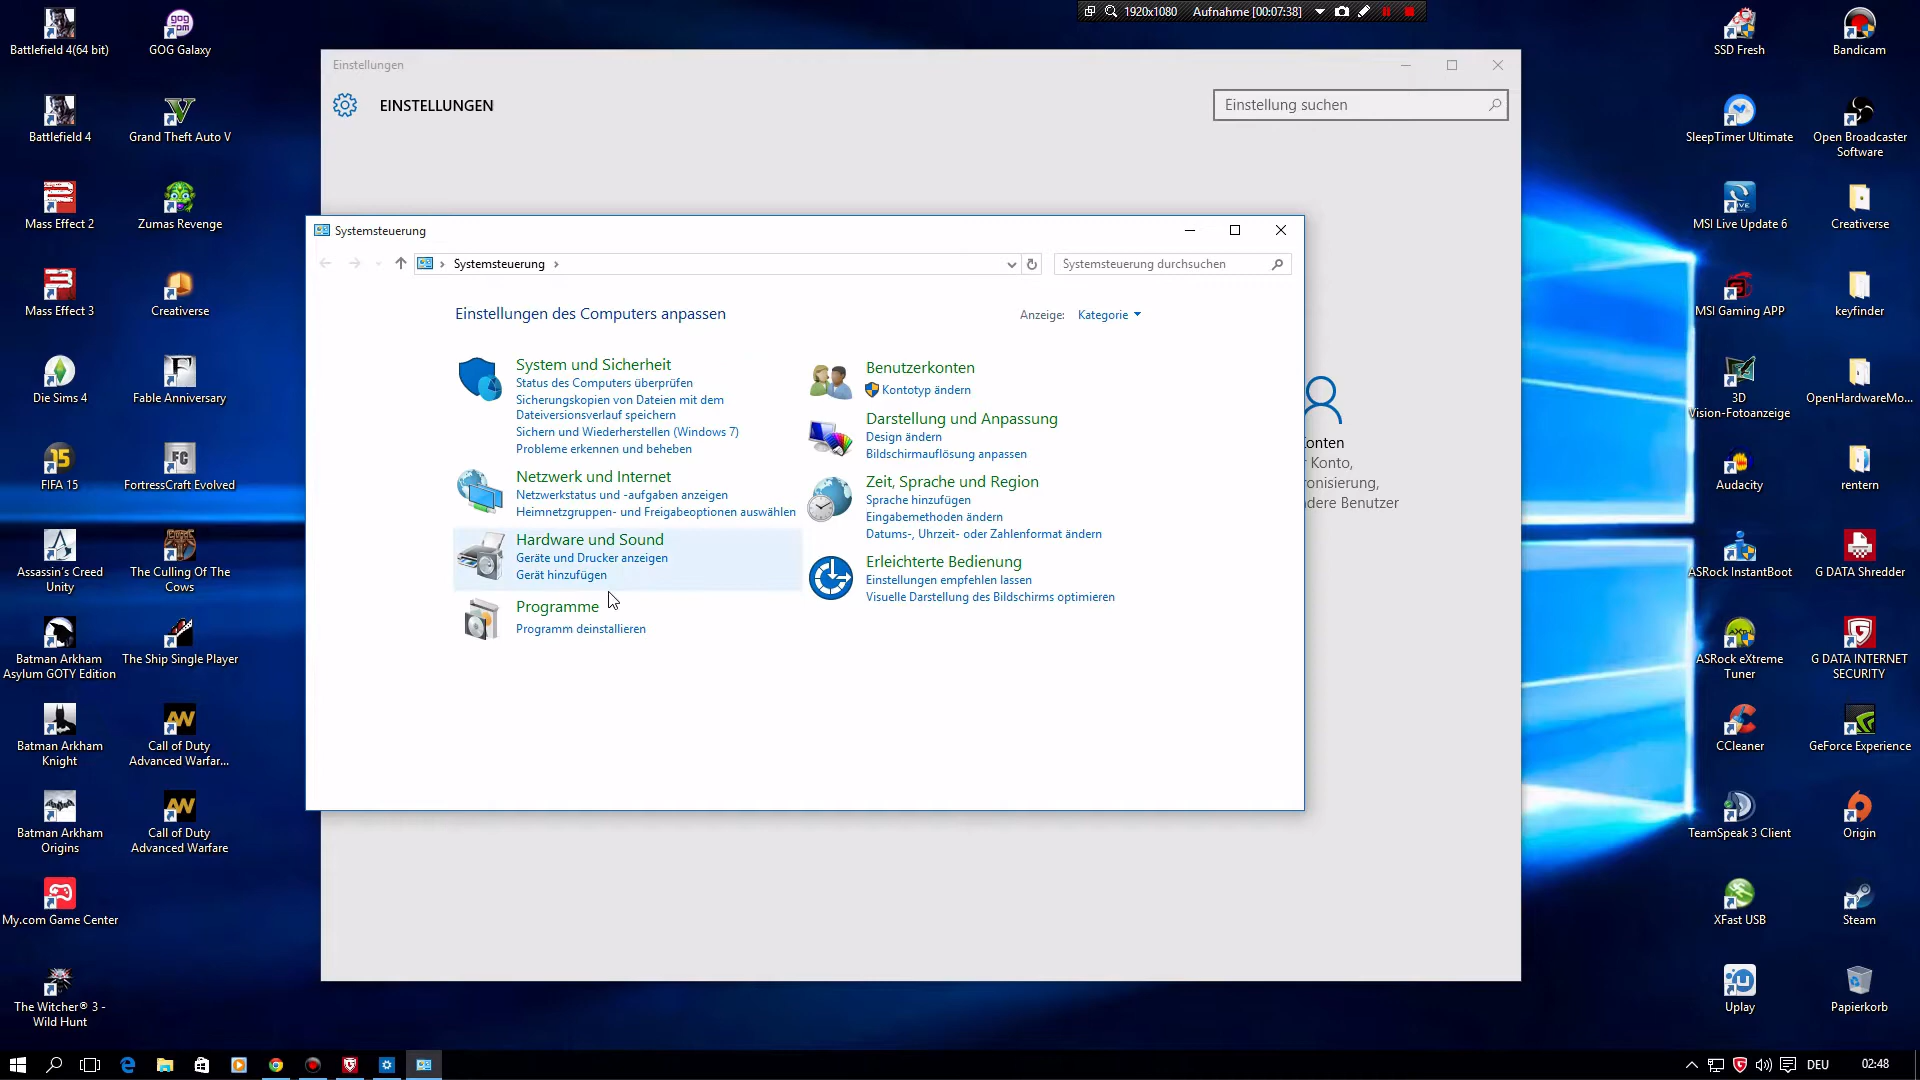 1920x1080 Aufnahme [00:07:38]
Battlefield 4(64 bit)
GOG Galaxy
Battlefield 4
Grand Theft Auto V
Mass Effect 2
Zumas Revenge
Mass Effect 3
Creativerse
Die Sims 4
Fable Anniversary
FIFA 15
FortressCraft Evolved
Assassin's Creed
Unity
The Culling Of The
Cows
Batman Arkham
Asylum GOTY Edition
The Ship Single Player
Batman Arkham
Knight
Call of Duty
Advanced Warfar...
Batman Arkham
Origins
Call of Duty
Advanced Warfare
My.com Game Center
The Witcher® 3 -
Wild Hunt
Einstellungen
EINSTELLUNGEN
Einstellung suchen
Systemsteuerung
Systemsteuerung
Systemsteuerung durchsuchen
Einstellungen des Computers anpassen
Anzeige: Kategorie
System und Sicherheit
Status des Computers überprüfen
Sicherungskopien von Dateien mit dem
Dateiversionsverlauf speichern
Sichern und Wiederherstellen (Windows 7)
Probleme erkennen und beheben
Netzwerk und Internet
Netzwerkstatus und -aufgaben anzeigen
Heimnetzgruppen- und Freigabeoptionen auswählen
Hardware und Sound
Geräte und Drucker anzeigen
Gerät hinzufügen
Programme
Programm deinstallieren
Benutzerkonten
Kontotyp ändern
Darstellung und Anpassung
Design ändern
Bildschirmauflösung anpassen
Zeit, Sprache und Region
Sprache hinzufügen
Eingabemethoden ändern
Datums-, Uhrzeit- oder Zahlenformat ändern
Erleichterte Bedienung
Einstellungen empfehlen lassen
Visuelle Darstellung des Bildschirms optimieren
onten
r Konto,
ronisierung,
dere Benutzer
SSD Fresh
Bandicam
SleepTimer Ultimate
Open Broadcaster
Software
MSI Live Update 6
Creativerse
MSI Gaming APP
keyfinder
3D
Vision-Fotoanzeige
OpenHardwareMo...
Audacity
rentern
ASRock InstantBoot
G DATA Shredder
ASRock eXtreme
Tuner
G DATA INTERNET
SECURITY
CCleaner
GeForce Experience
TeamSpeak 3 Client
Origin
XFast USB
Steam
Uplay
Papierkorb
DEU
02:48